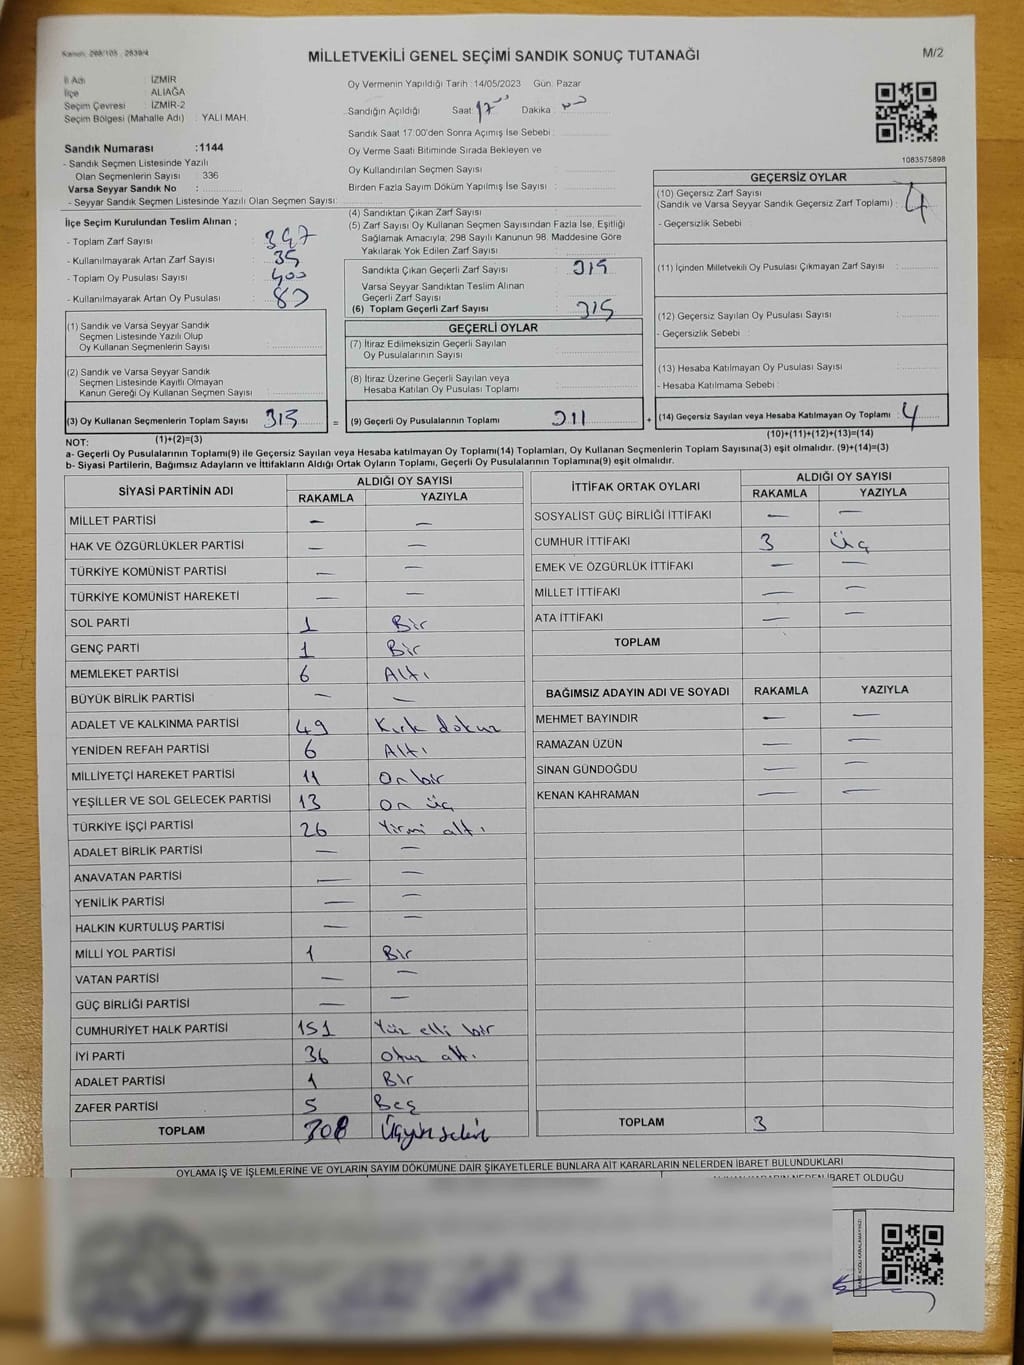 Kanun: 298/105 , 2839/4
MİLLETVEKİLİ GENEL SEÇİMİ SANDIK SONUÇ TUTANAĞI
M/2
İl Adı : İZMİR
İlçe : ALİAĞA
Seçim Çevresi : İZMİR-2
Seçim Bölgesi (Mahalle Adı) : YALI MAH.
Sandık Numarası :1144
- Sandık Seçmen Listesinde Yazılı
Olan Seçmenlerin Sayısı : 336
Varsa Seyyar Sandık No :
- Seyyar Sandık Seçmen Listesinde Yazılı Olan Seçmen Sayısı:
Oy Vermenin Yapıldığı Tarih : 14/05/2023 Gün: Pazar
Sandığın Açıldığı Saat: 17 Dakika :
Sandık Saat 17.00'den Sonra Açımış İse Sebebi :
Oy Verme Saati Bitiminde Sırada Bekleyen ve
Oy Kullandırılan Seçmen Sayısı :
Birden Fazla Sayım Döküm Yapılmış İse Sayısı :
1083575898
İlçe Seçim Kurulundan Teslim Alınan ;
- Toplam Zarf Sayısı : 347
- Kullanılmayarak Artan Zarf Sayısı : 35
- Toplam Oy Pusulası Sayısı : 400
- Kullanılmayarak Artan Oy Pusulası :
(4) Sandıktan Çıkan Zarf Sayısı :
(5) Zarf Sayısı Oy Kullanan Seçmen Sayısından Fazla İse, Eşitliği
Sağlamak Amacıyla; 298 Sayılı Kanunun 98. Maddesine Göre
Yakılarak Yok Edilen Zarf Sayısı :
Sandıkta Çıkan Geçerli Zarf Sayısı : 315
Varsa Seyyar Sandıktan Teslim Alınan
Geçerli Zarf Sayısı :
(6) Toplam Geçerli Zarf Sayısı : 315
GEÇERSİZ OYLAR
(10) Geçersiz Zarf Sayısı
(Sandık ve Varsa Seyyar Sandık Geçersiz Zarf Toplamı) : 4
- Geçersizlik Sebebi :
(11) İçinden Milletvekili Oy Pusulası Çıkmayan Zarf Sayısı :
(12) Geçersiz Sayılan Oy Pusulası Sayısı :
- Geçersizlik Sebebi :
(13) Hesaba Katılmayan Oy Pusulası Sayısı :
- Hesaba Katılmama Sebebi :
(14) Geçersiz Sayılan veya Hesaba Katılmayan Oy Toplamı : 4
(10)+(11)+(12)+(13)=(14)
(1) Sandık ve Varsa Seyyar Sandık
Seçmen Listesinde Yazılı Olup
Oy Kullanan Seçmenlerin Sayısı :
(2) Sandık ve Varsa Seyyar Sandık
Seçmen Listesinde Kayıtlı Olmayan
Kanun Gereği Oy Kullanan Seçmen Sayısı :
(3) Oy Kullanan Seçmenlerin Toplam Sayısı : 315 =
(1)+(2)=(3)
GEÇERLİ OYLAR
(7) İtiraz Edilmeksizin Geçerli Sayılan
Oy Pusulalarının Sayısı :
(8) İtiraz Üzerine Geçerli Sayılan veya
Hesaba Katılan Oy Pusulası Toplamı :
(9) Geçerli Oy Pusulalarının Toplamı : 311 +
NOT:
a- Geçerli Oy Pusulalarının Toplamı(9) ile Geçersiz Sayılan veya Hesaba katılmayan Oy Toplamı(14) Toplamları, Oy Kullanan Seçmenlerin Toplam Sayısına(3) eşit olmalıdır. (9)+(14)=(3)
b- Siyasi Partilerin, Bağımsız Adayların ve İttifakların Aldığı Ortak Oyların Toplamı, Geçerli Oy Pusulalarının Toplamına(9) eşit olmalıdır.
SİYASİ PARTİNİN ADI ALDIĞI OY SAYISI
RAKAMLA YAZIYLA
MİLLET PARTİSİ — —
HAK VE ÖZGÜRLÜKLER PARTİSİ — —
TÜRKİYE KOMÜNİST PARTİSİ — —
TÜRKİYE KOMÜNİST HAREKETİ — —
SOL PARTİ 1 Bir
GENÇ PARTİ 1 Bir
MEMLEKET PARTİSİ 6 Altı
BÜYÜK BİRLİK PARTİSİ — —
ADALET VE KALKINMA PARTİSİ 49 Kırk dokuz
YENİDEN REFAH PARTİSİ 6 Altı
MİLLİYETÇİ HAREKET PARTİSİ 11 On bir
YEŞİLLER VE SOL GELECEK PARTİSİ 13 on üç
TÜRKİYE İŞÇİ PARTİSİ 26 Yirmi altı
ADALET BİRLİK PARTİSİ — —
ANAVATAN PARTİSİ — —
YENİLİK PARTİSİ — —
HALKIN KURTULUŞ PARTİSİ — —
MİLLİ YOL PARTİSİ 1 Bir
VATAN PARTİSİ — —
GÜÇ BİRLİĞİ PARTİSİ — —
CUMHURİYET HALK PARTİSİ 151 Yüz elli bir
İYİ PARTİ 36 otuz altı
ADALET PARTİSİ 1 Bir
ZAFER PARTİSİ 5 Beş
TOPLAM 308 Üçyüz sekiz
İTTİFAK ORTAK OYLARI ALDIĞI OY SAYISI
RAKAMLA YAZIYLA
SOSYALİST GÜÇ BİRLİĞİ İTTİFAKI — —
CUMHUR İTTİFAKI 3 Üç
EMEK VE ÖZGÜRLÜK İTTİFAKI — —
MİLLET İTTİFAKI — —
ATA İTTİFAKI — —
TOPLAM
BAĞIMSIZ ADAYIN ADI VE SOYADI RAKAMLA YAZIYLA
MEHMET BAYINDIR — —
RAMAZAN ÜZÜN — —
SİNAN GÜNDOĞDU — —
KENAN KAHRAMAN — —
TOPLAM 3
OYLAMA İŞ VE İŞLEMLERİNE VE OYLARIN SAYIM DÖKÜMÜNE DAİR ŞİKAYETLERLE BUNLARA AİT KARARLARIN NELERDEN İBARET BULUNDUKLARI
İBARET OLDUĞU